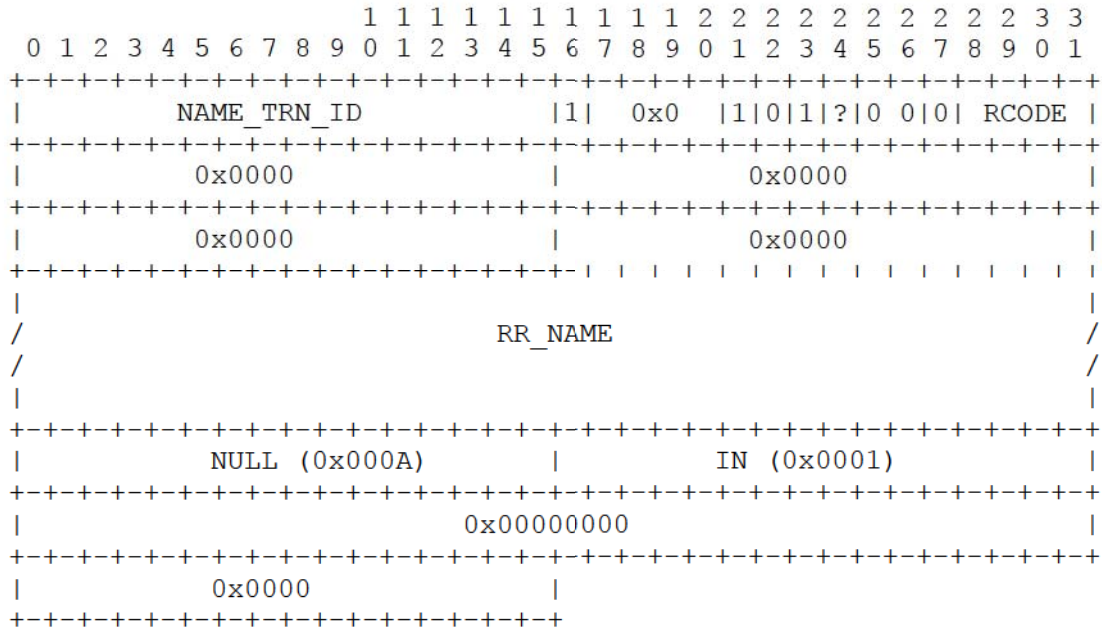 1 1 1 1 1 1 1 1 1 1 2 2 2 2 2 2 2 2 2 2 3 3
 0 1 2 3 4 5 6 7 8 9 0 1 2 3 4 5 6 7 8 9 0 1 2 3 4 5 6 7 8 9 0 1
+-+-+-+-+-+-+-+-+-+-+-+-+-+-+-+-+-+-+-+-+-+-+-+-+-+-+-+-+-+-+-+-+
|         NAME_TRN_ID           |1|  0x0  |1|0|1|?|0 0|0| RCODE |
+-+-+-+-+-+-+-+-+-+-+-+-+-+-+-+-+-+-+-+-+-+-+-+-+-+-+-+-+-+-+-+-+
|          0x0000               |           0x0000              |
+-+-+-+-+-+-+-+-+-+-+-+-+-+-+-+-+-+-+-+-+-+-+-+-+-+-+-+-+-+-+-+-+
|          0x0000               |           0x0000              |
+-+-+-+-+-+-+-+-+-+-+-+-+-+-+-+-+-| | | | | | | | | | | | | | | |
|                                                               |
/                            RR_NAME                            /
/                                                               /
|                                                               |
+-+-+-+-+-+-+-+-+-+-+-+-+-+-+-+-+-+-+-+-+-+-+-+-+-+-+-+-+-+-+-+-+
|           NULL (0x000A)       |         IN (0x0001)           |
+-+-+-+-+-+-+-+-+-+-+-+-+-+-+-+-+-+-+-+-+-+-+-+-+-+-+-+-+-+-+-+-+
|                          0x00000000                           |
+-+-+-+-+-+-+-+-+-+-+-+-+-+-+-+-+-+-+-+-+-+-+-+-+-+-+-+-+-+-+-+-+
|           0x0000              |
+-+-+-+-+-+-+-+-+-+-+-+-+-+-+-+-+